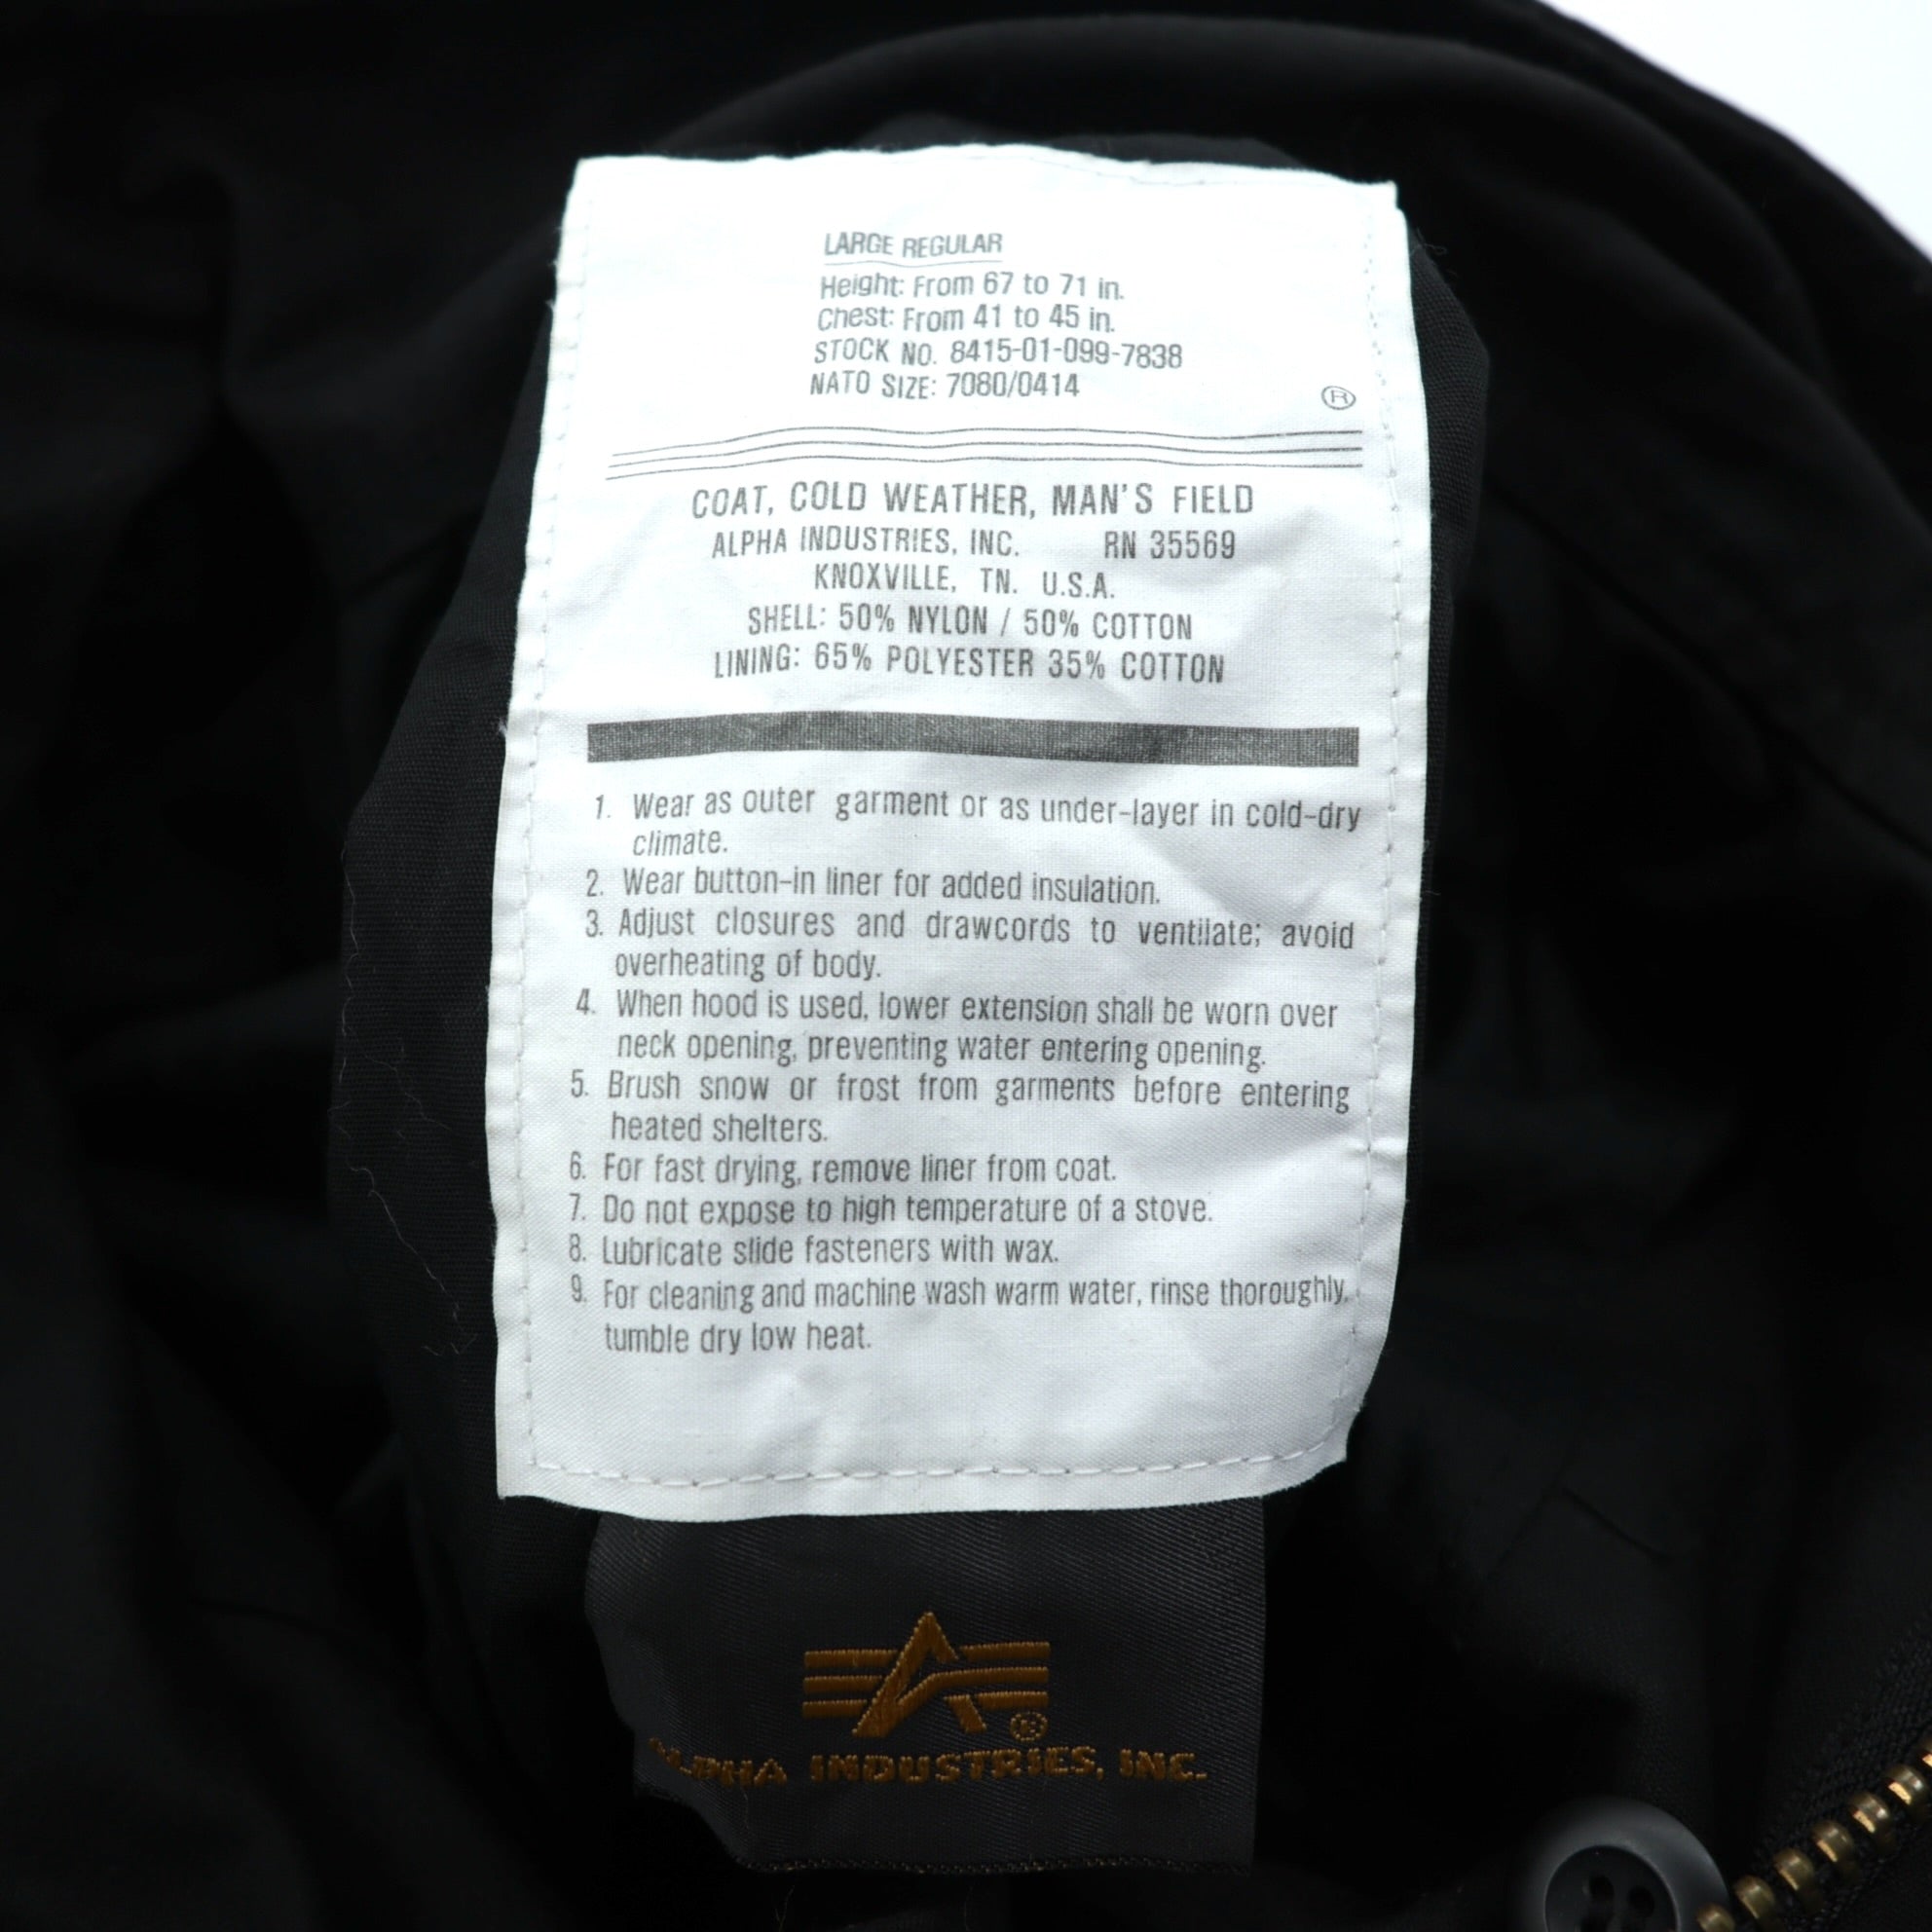 LARGE REGULAR
Height: From 67 to 71 in.
Chest: From 41 to 45 in.
STOCK NO. 8415-01-099-7838
NATO SIZE: 7080/0414
®
COAT, COLD WEATHER, MAN'S FIELD
ALPHA INDUSTRIES, INC. RN 35569
KNOXVILLE, TN. U.S.A.
SHELL: 50% NYLON / 50% COTTON
LINING: 65% POLYESTER 35% COTTON
1. Wear as outer garment or as under-layer in cold-dry
climate.
2. Wear button-in liner for added insulation.
3. Adjust closures and drawcords to ventilate; avoid
overheating of body.
4. When hood is used, lower extension shall be worn over
neck opening, preventing water entering opening.
5. Brush snow or frost from garments before entering
heated shelters.
6. For fast drying, remove liner from coat.
7. Do not expose to high temperature of a stove.
8. Lubricate slide fasteners with wax.
9. For cleaning and machine wash warm water, rinse thoroughly,
tumble dry low heat.
®
ALPHA INDUSTRIES, INC.